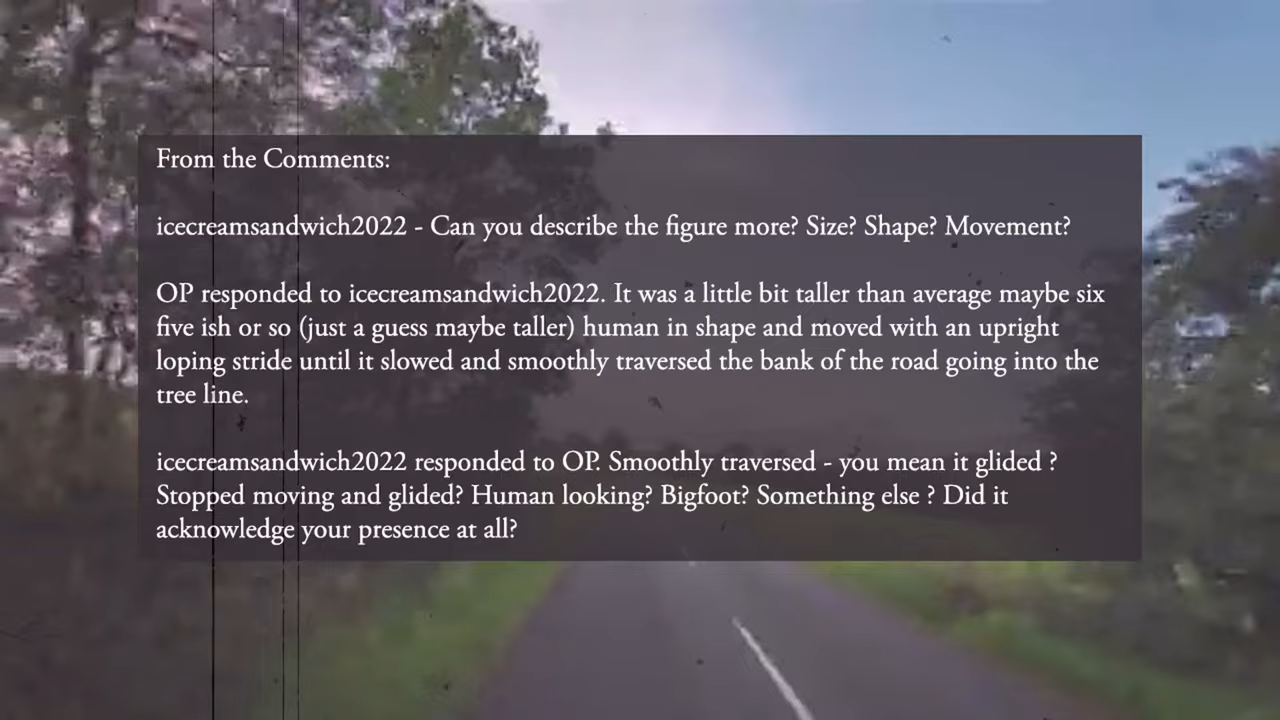 From the Comments:
icecreamsandwich2022 - Can you describe the figure more? Size? Shape? Movement?
OP responded to icecreamsandwich2022. It was a little bit taller than average maybe six
five ish or so (just a guess maybe taller) human in shape and moved with an upright
loping stride until it slowed and smoothly traversed the bank of the road going into the
tree line.
icecreamsandwich2022 responded to OP. Smoothly traversed - you mean it glided ?
Stopped moving and glided? Human looking? Bigfoot? Something else ? Did it
acknowledge your presence at all?